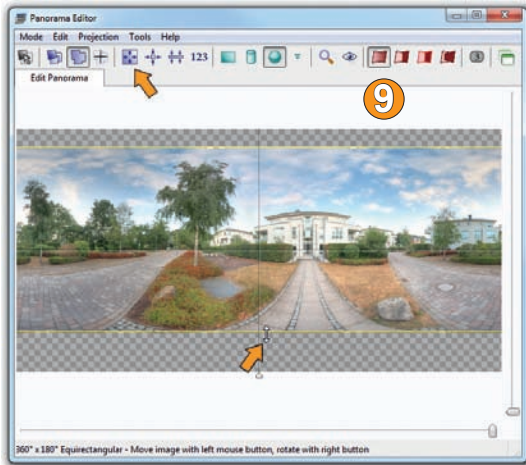 Panorama Editor
Mode Edit Projection Tools Help
123
Edit Panorama
9
360° x 180° Equirectangular - Move image with left mouse button, rotate with right button